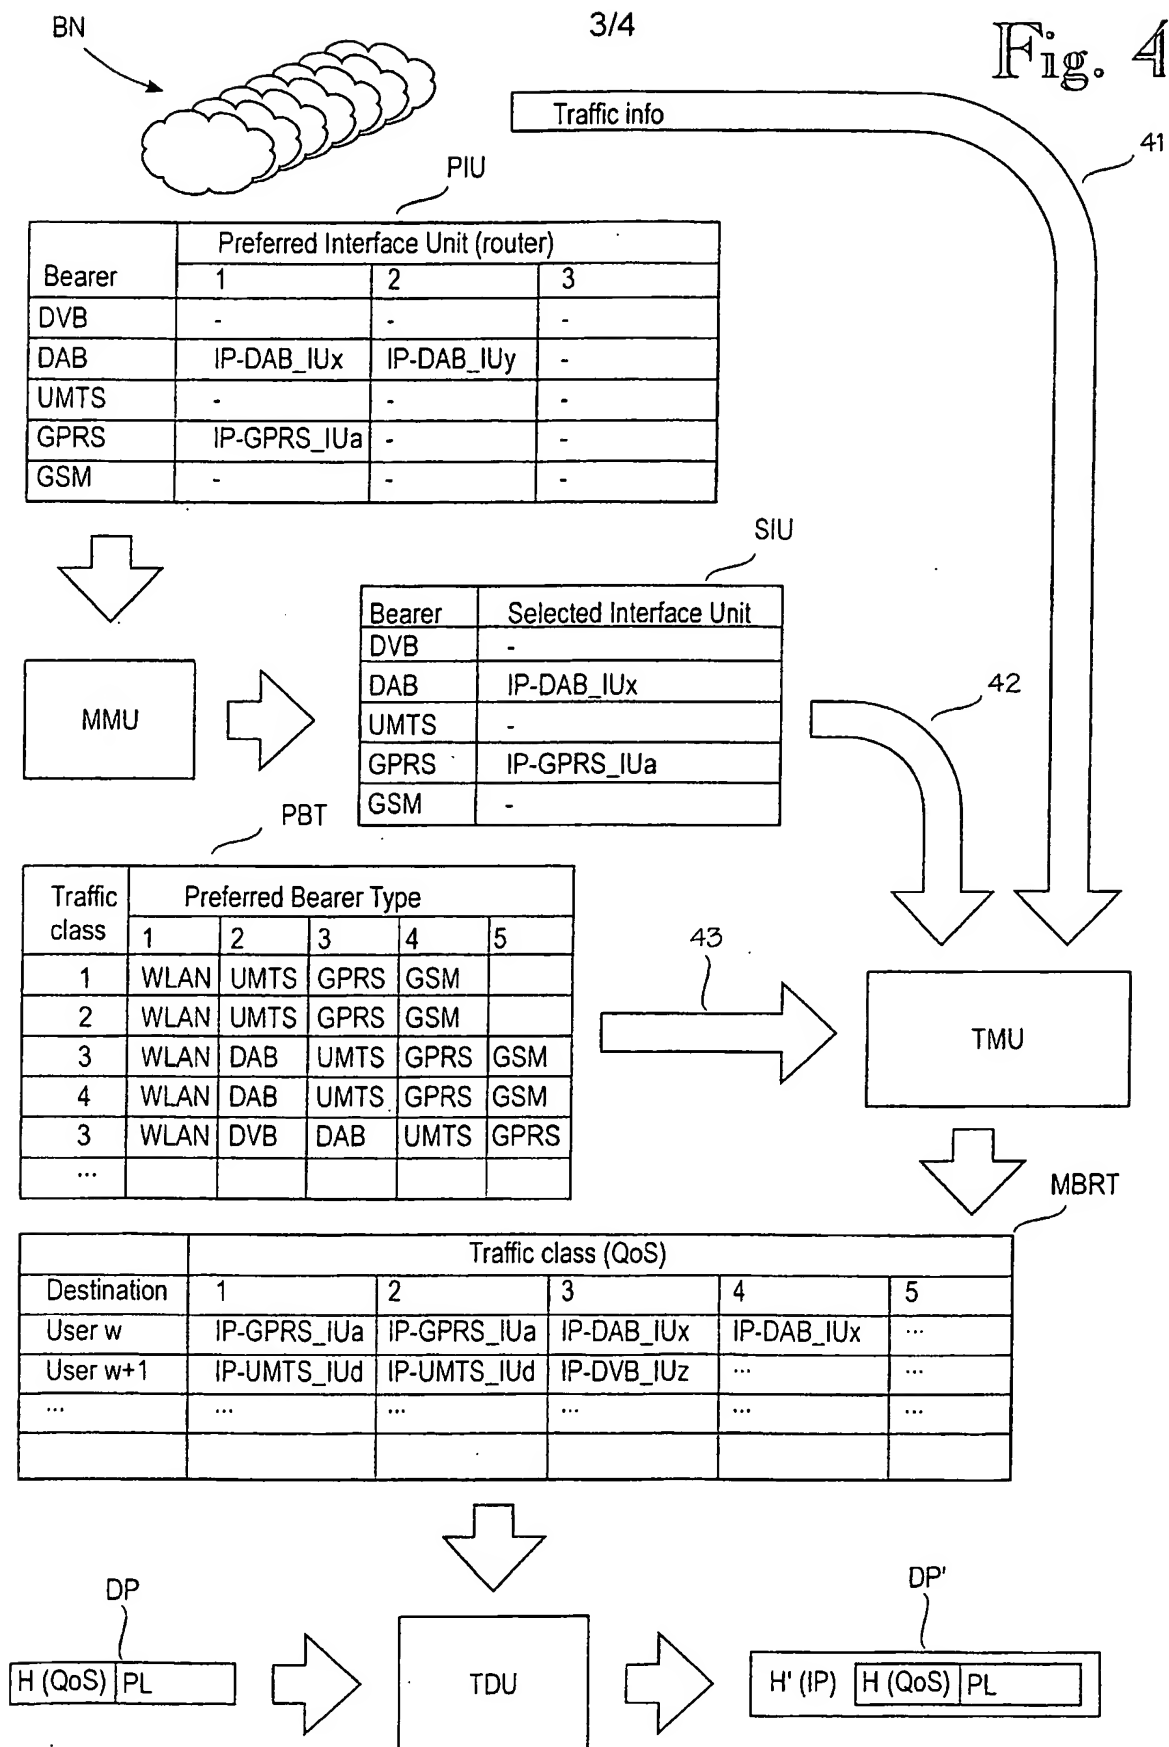 BN
3/4
Fig. 4
Traffic info
41
PIU
Preferred Interface Unit (router)
Bearer 1 2 3
DVB - - -
DAB IP-DAB_IUx IP-DAB_IUy -
UMTS - - -
GPRS IP-GPRS_IUa - -
GSM - - -
SIU
Bearer Selected Interface Unit
DVB -
DAB IP-DAB_IUx
UMTS -
GPRS IP-GPRS_IUa
GSM -
MMU
42
PBT
Traffic class Preferred Bearer Type
1 2 3 4 5
1 WLAN UMTS GPRS GSM
2 WLAN UMTS GPRS GSM
3 WLAN DAB UMTS GPRS GSM
4 WLAN DAB UMTS GPRS GSM
3 WLAN DVB DAB UMTS GPRS
...
43
TMU
MBRT
Traffic class (QoS)
Destination 1 2 3 4 5
User w IP-GPRS_IUa IP-GPRS_IUa IP-DAB_IUx IP-DAB_IUx ...
User w+1 IP-UMTS_IUd IP-UMTS_IUd IP-DVB_IUz ... ...
... ... ... ... ... ...
DP
H (QoS) PL
TDU
DP'
H' (IP) H (QoS) PL